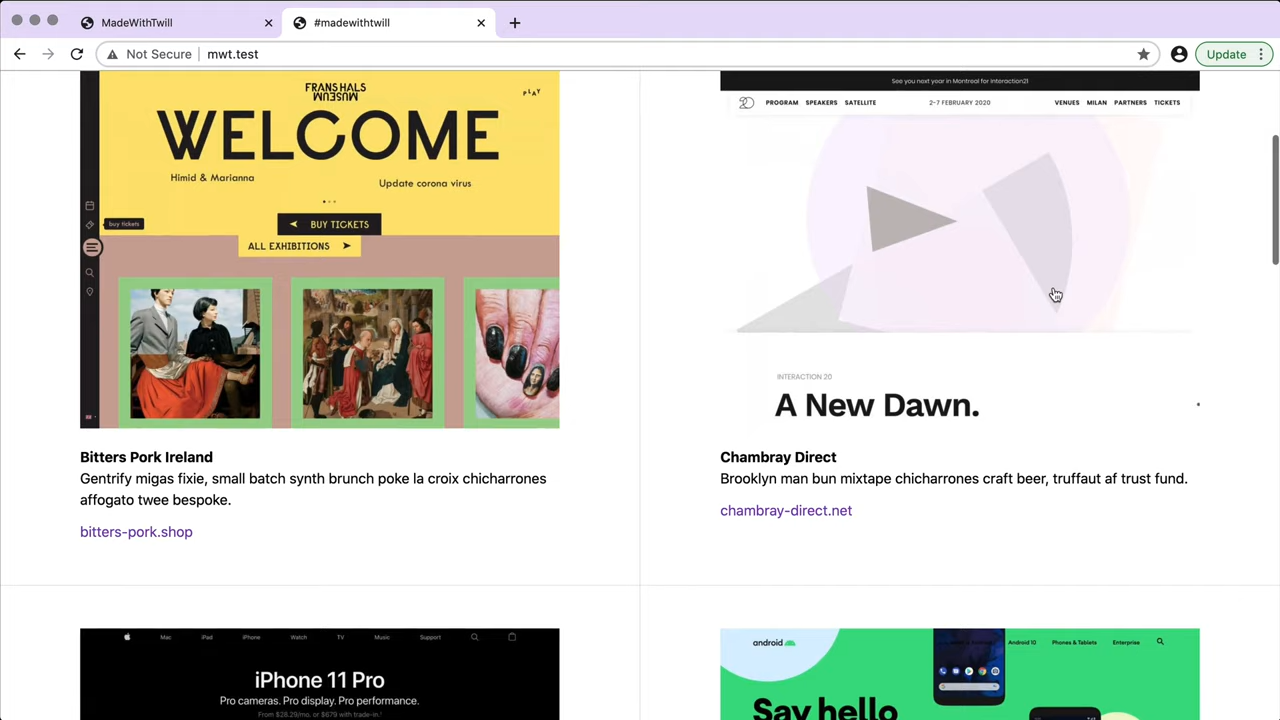 MadeWithTwill
#madewithtwill
Not Secure
mwt.test
Update
FRANS HALS
MUSEUM
PLAY
WELCOME
Himid & Marianna
Update corona virus
buy tickets
BUY TICKETS
ALL EXHIBITIONS
Bitters Pork Ireland
Gentrify migas fixie, small batch synth brunch poke la croix chicharrones
affogato twee bespoke.
bitters-pork.shop
See you next year in Montreal for Interaction21
20 PROGRAM SPEAKERS SATELLITE 2-7 FEBRUARY 2020 VENUES MILAN PARTNERS TICKETS
INTERACTION 20
A New Dawn.
Chambray Direct
Brooklyn man bun mixtape chicharrones craft beer, truffaut af trust fund.
chambray-direct.net
Mac iPad iPhone Watch TV Music Support
iPhone 11 Pro
Pro cameras. Pro display. Pro performance.
From $28.29/mo. or $679 with trade-in.
android
Android 10 Phones & Tablets Enterprise
Say hello